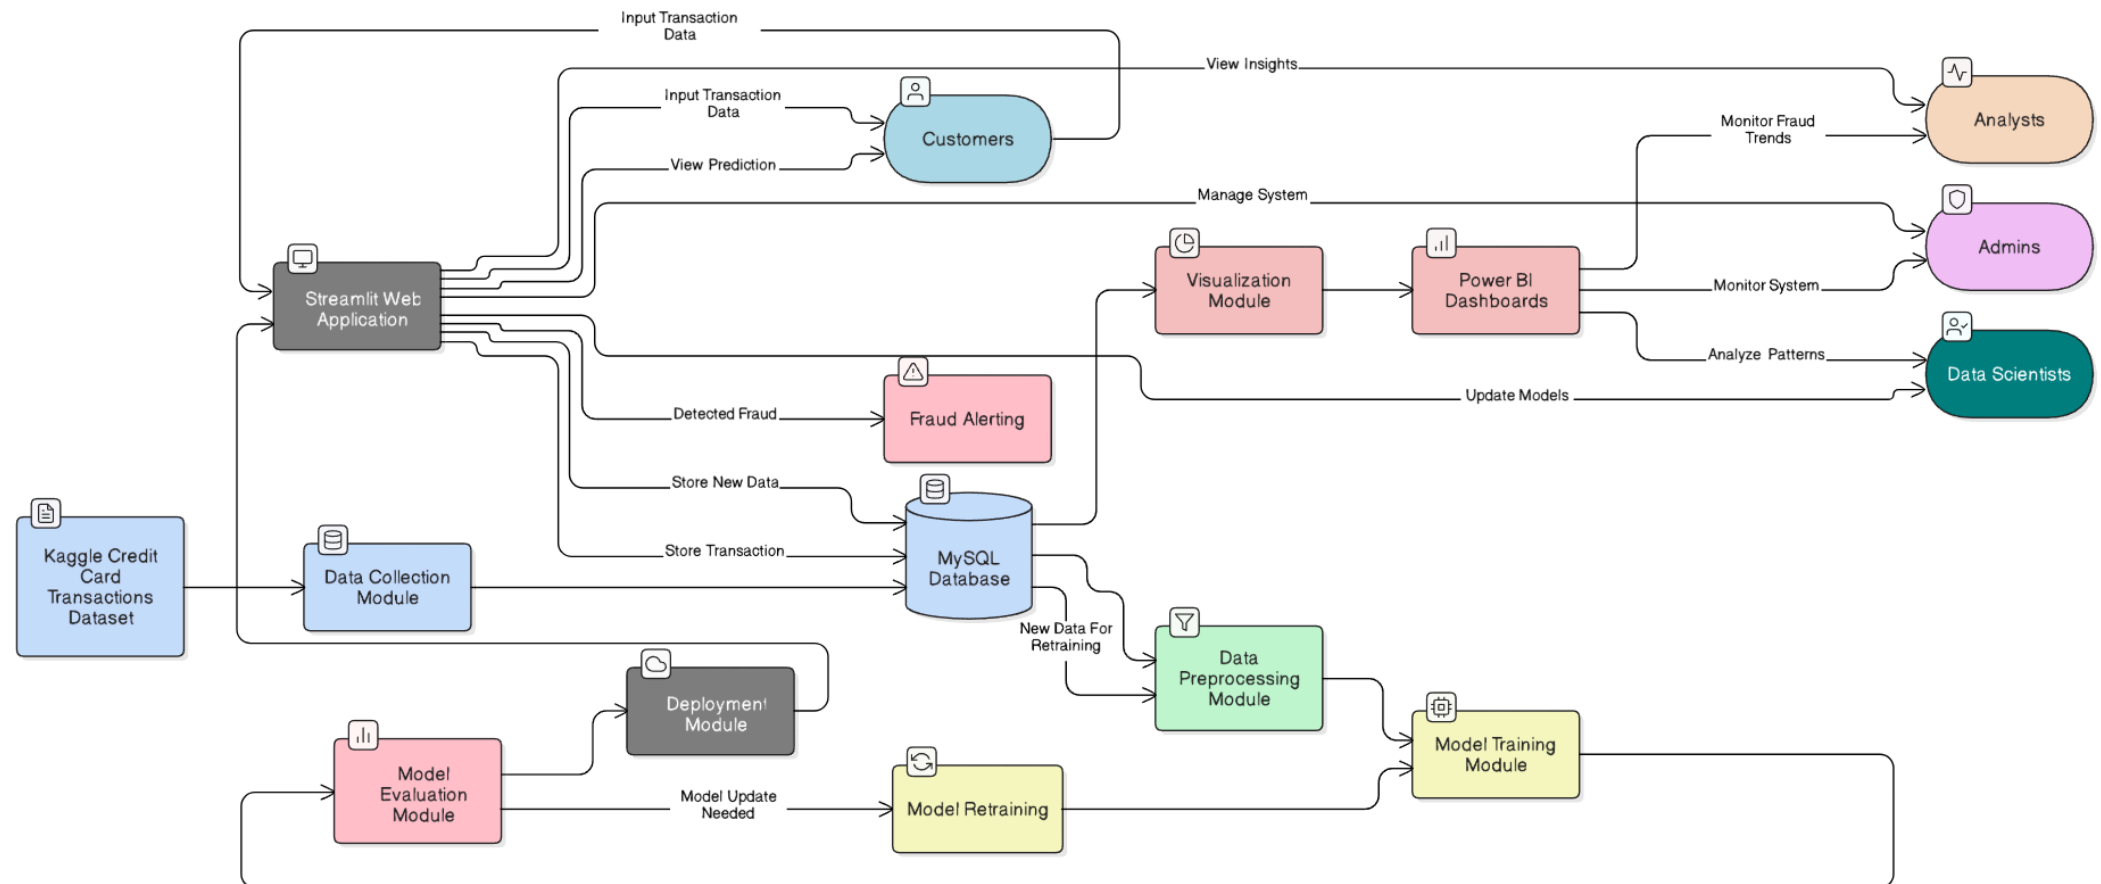 Input Transaction
Data
View Insights
Input Transaction
Data
Customers
View Prediction
Monitor Fraud
Trends
Analysts
Manage System
Admins
Streamlit Web
Application
Visualization
Module
Power BI
Dashboards
Monitor System
Analyze Patterns
Data Scientists
Update Models
Detected Fraud
Fraud Alerting
Store New Data
Store Transaction
MySQL
Database
Kaggle Credit
Card
Transactions
Dataset
Data Collection
Module
New Data For
Retraining
Data
Preprocessing
Module
Deployment
Module
Model
Evaluation
Module
Model Update
Needed
Model Retraining
Model Training
Module